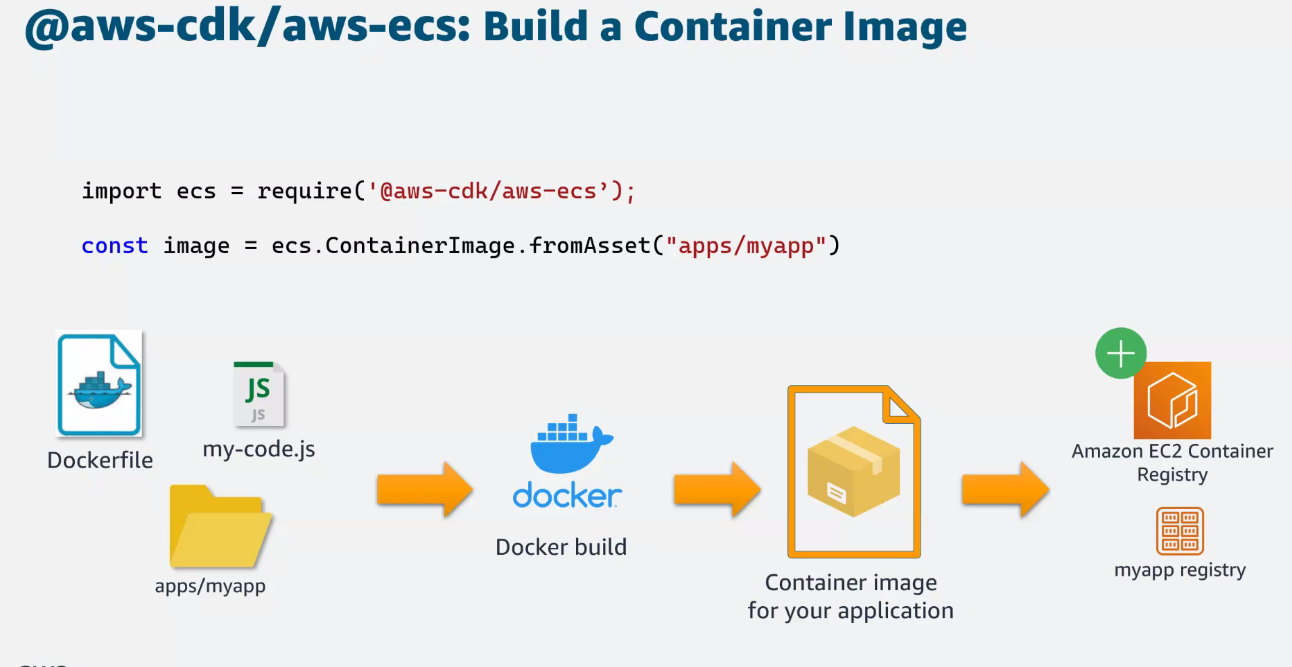 @aws-cdk/aws-ecs: Build a Container Image
import ecs = require('@aws-cdk/aws-ecs’);
const image = ecs.ContainerImage.fromAsset("apps/myapp")
Dockerfile
JS
JS
my-code.js
apps/myapp
docker
Docker build
Container image
for your application
Amazon EC2 Container
Registry
myapp registry